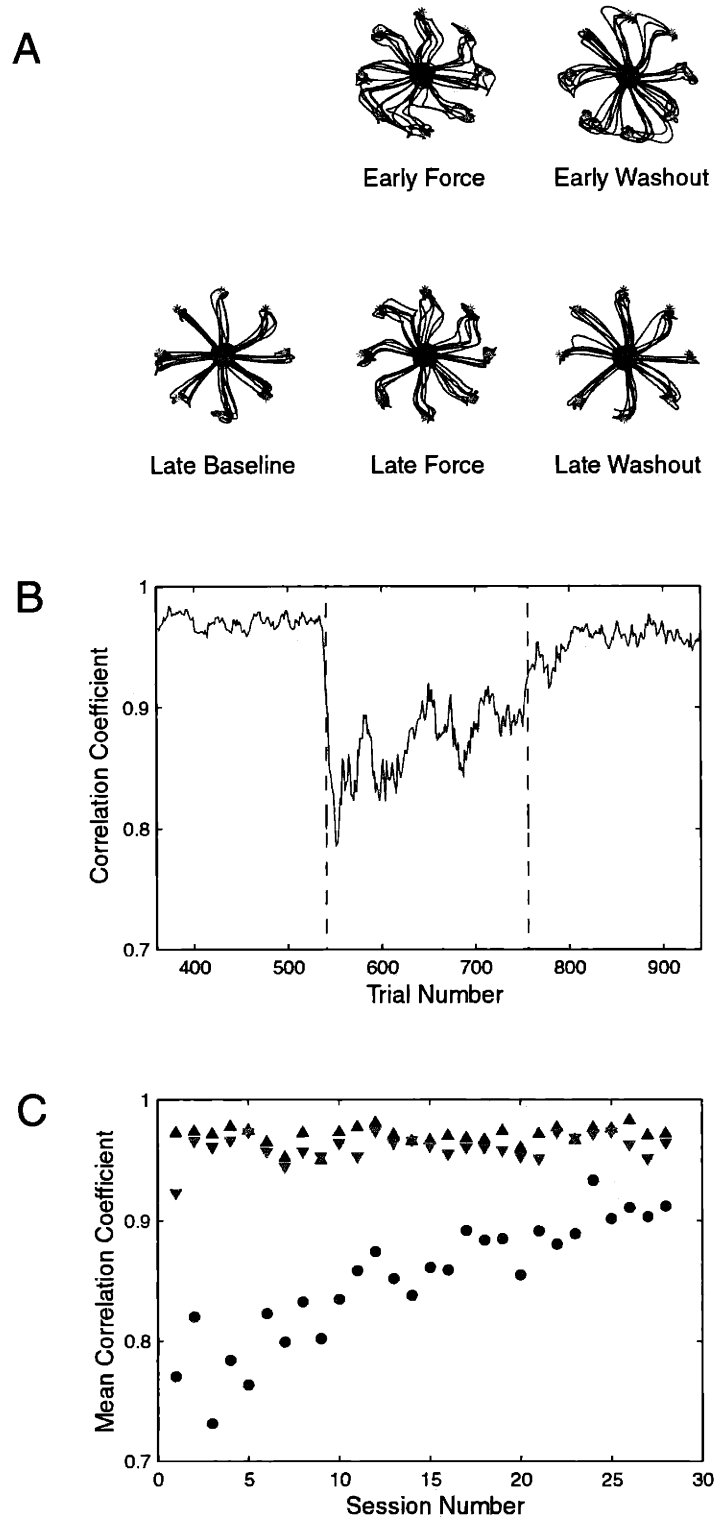 A
Early Force
Early Washout
Late Baseline
Late Force
Late Washout
B
1
0.9
0.8
0.7
Correlation Coefficient
400 500 600 700 800 900
Trial Number
C
1
0.9
0.8
0.7
Mean Correlation Coefficient
0 5 10 15 20 25 30
Session Number